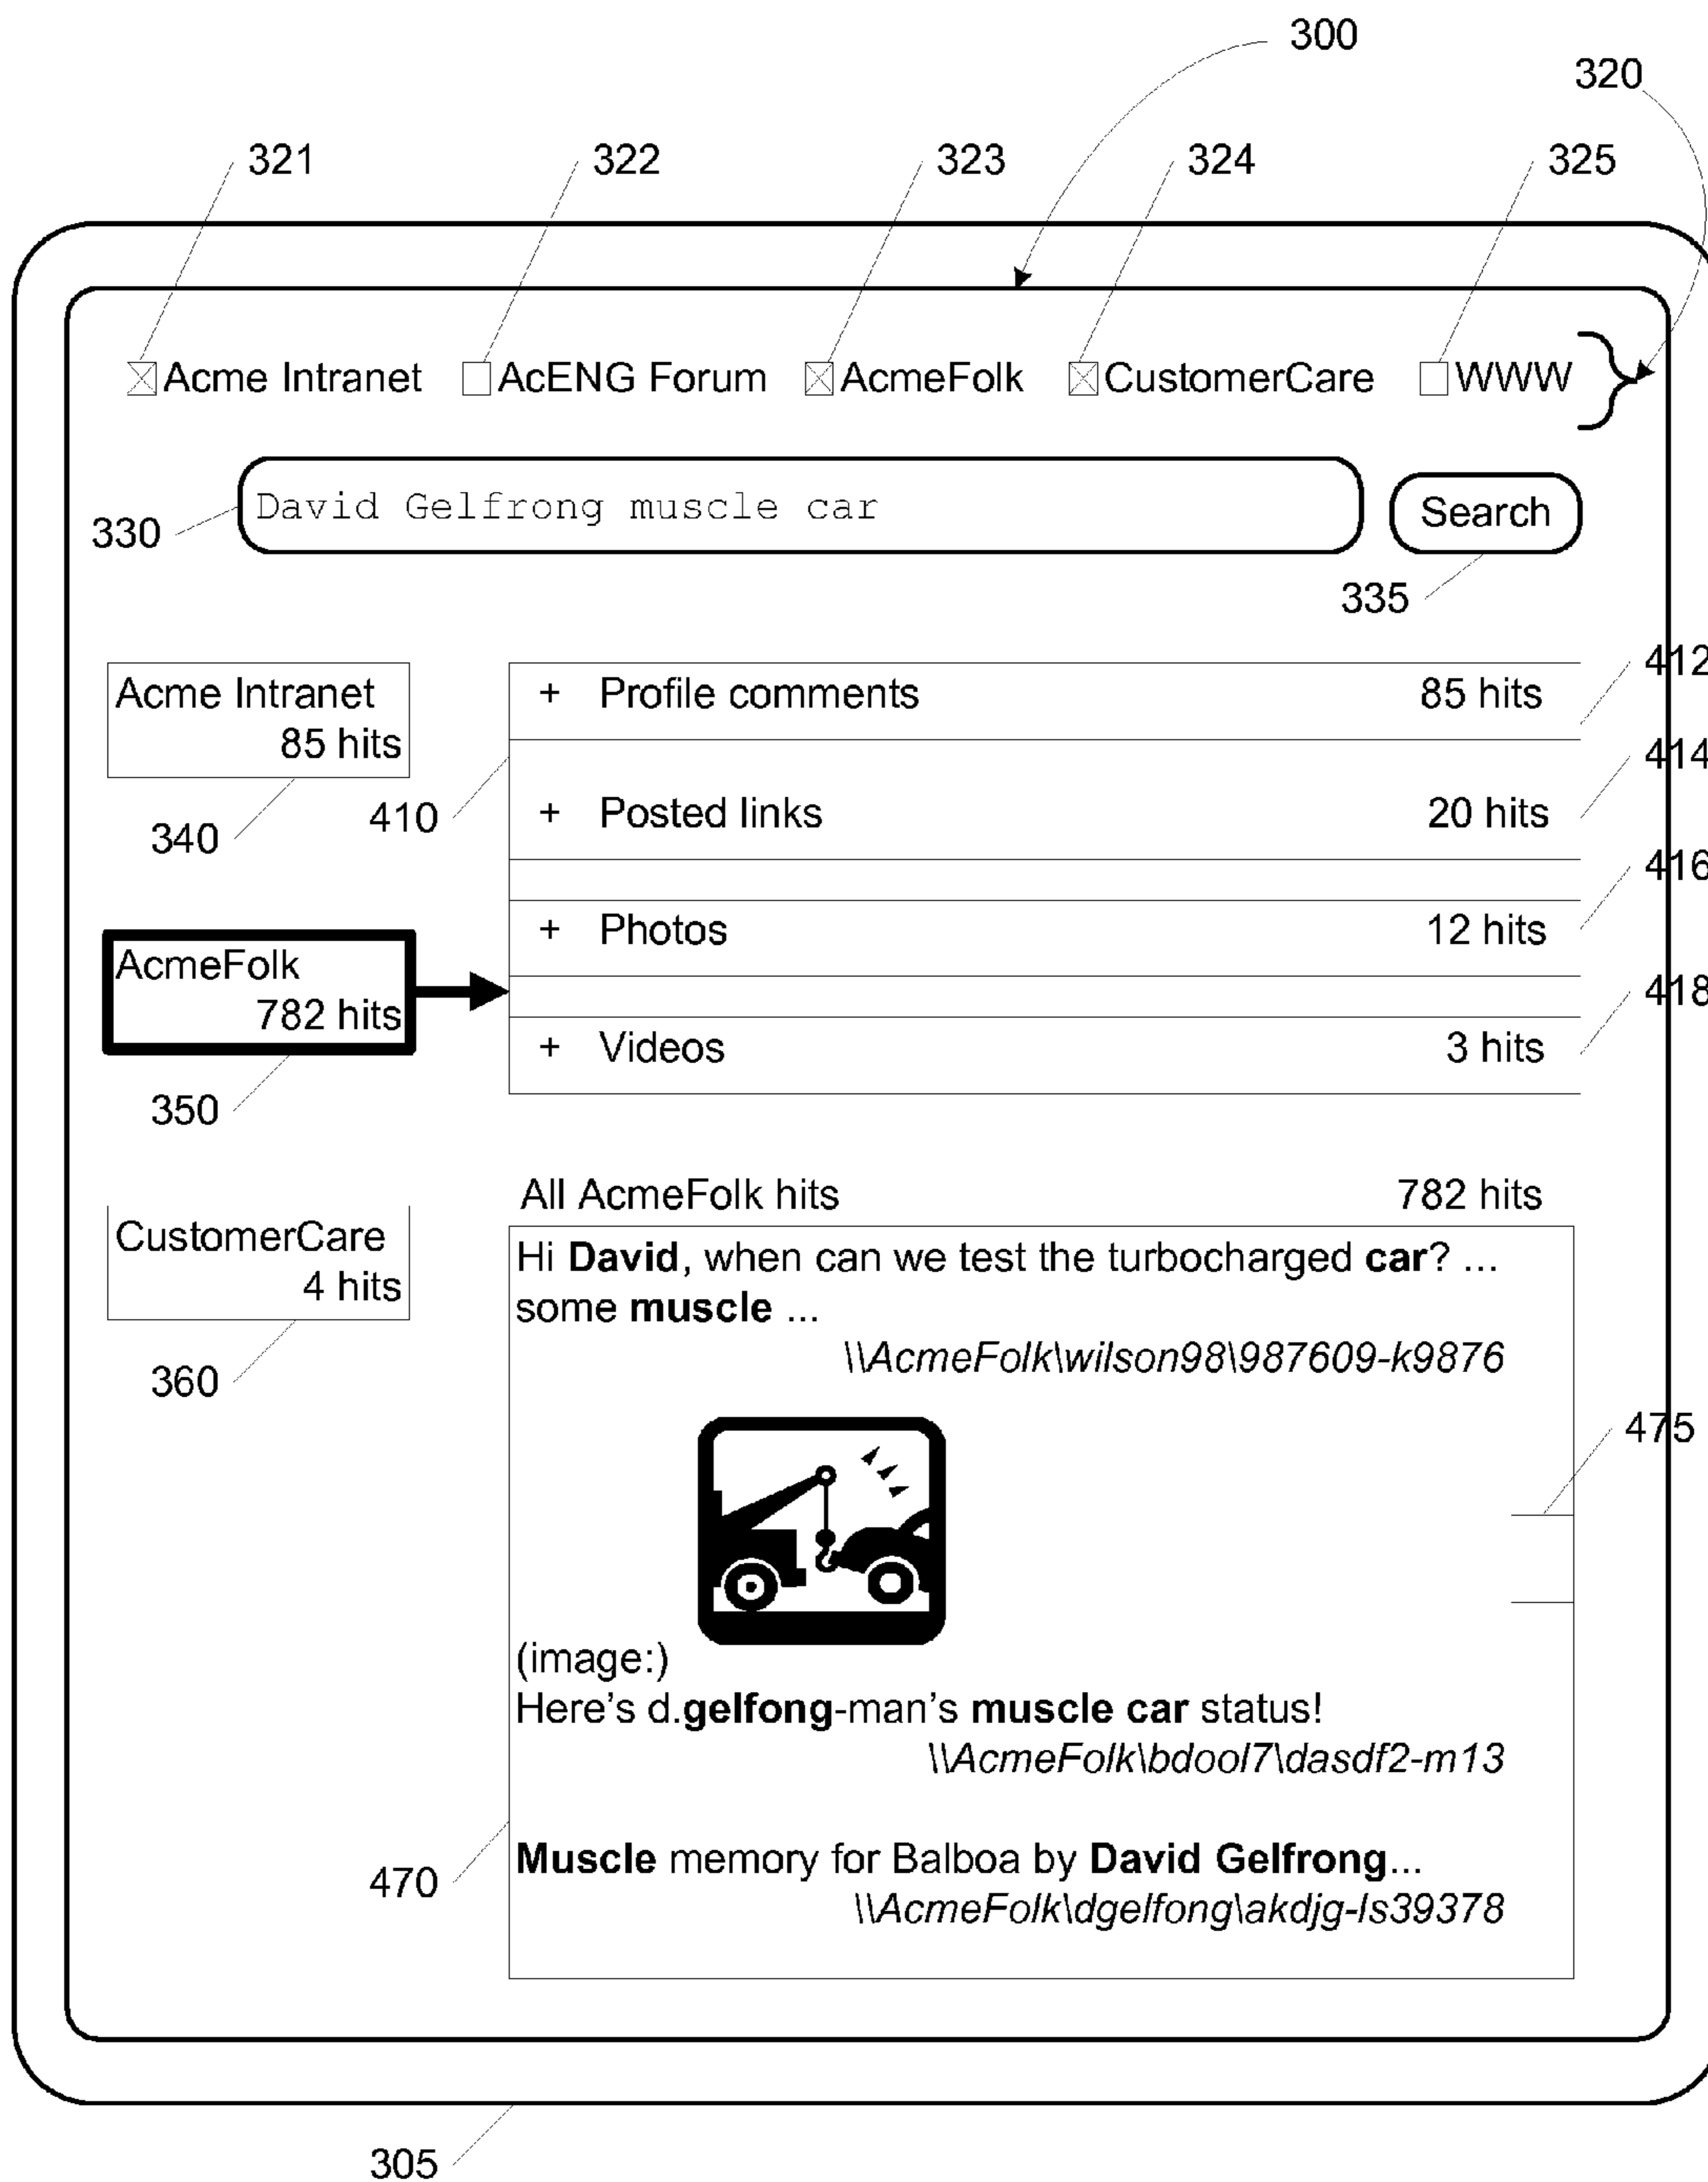 300
320
321 322 323 324 325
Acme Intranet AcENG Forum AcmeFolk CustomerCare WWW
David Gelfrong muscle car
Search
330
335
412
Acme Intranet
85 hits
+ Profile comments 85 hits
414
410
340
+ Posted links 20 hits
416
+ Photos 12 hits
AcmeFolk
782 hits
418
+ Videos 3 hits
350
All AcmeFolk hits 782 hits
CustomerCare
4 hits
360
Hi David, when can we test the turbocharged car? ...
some muscle ...
\\AcmeFolk\wilson98\987609-k9876
475
(image:)
Here's d.gelfong-man's muscle car status!
\\AcmeFolk\bdool7\dasdf2-m13
470
Muscle memory for Balboa by David Gelfrong...
\\AcmeFolk\dgelfong\akdjg-ls39378
305